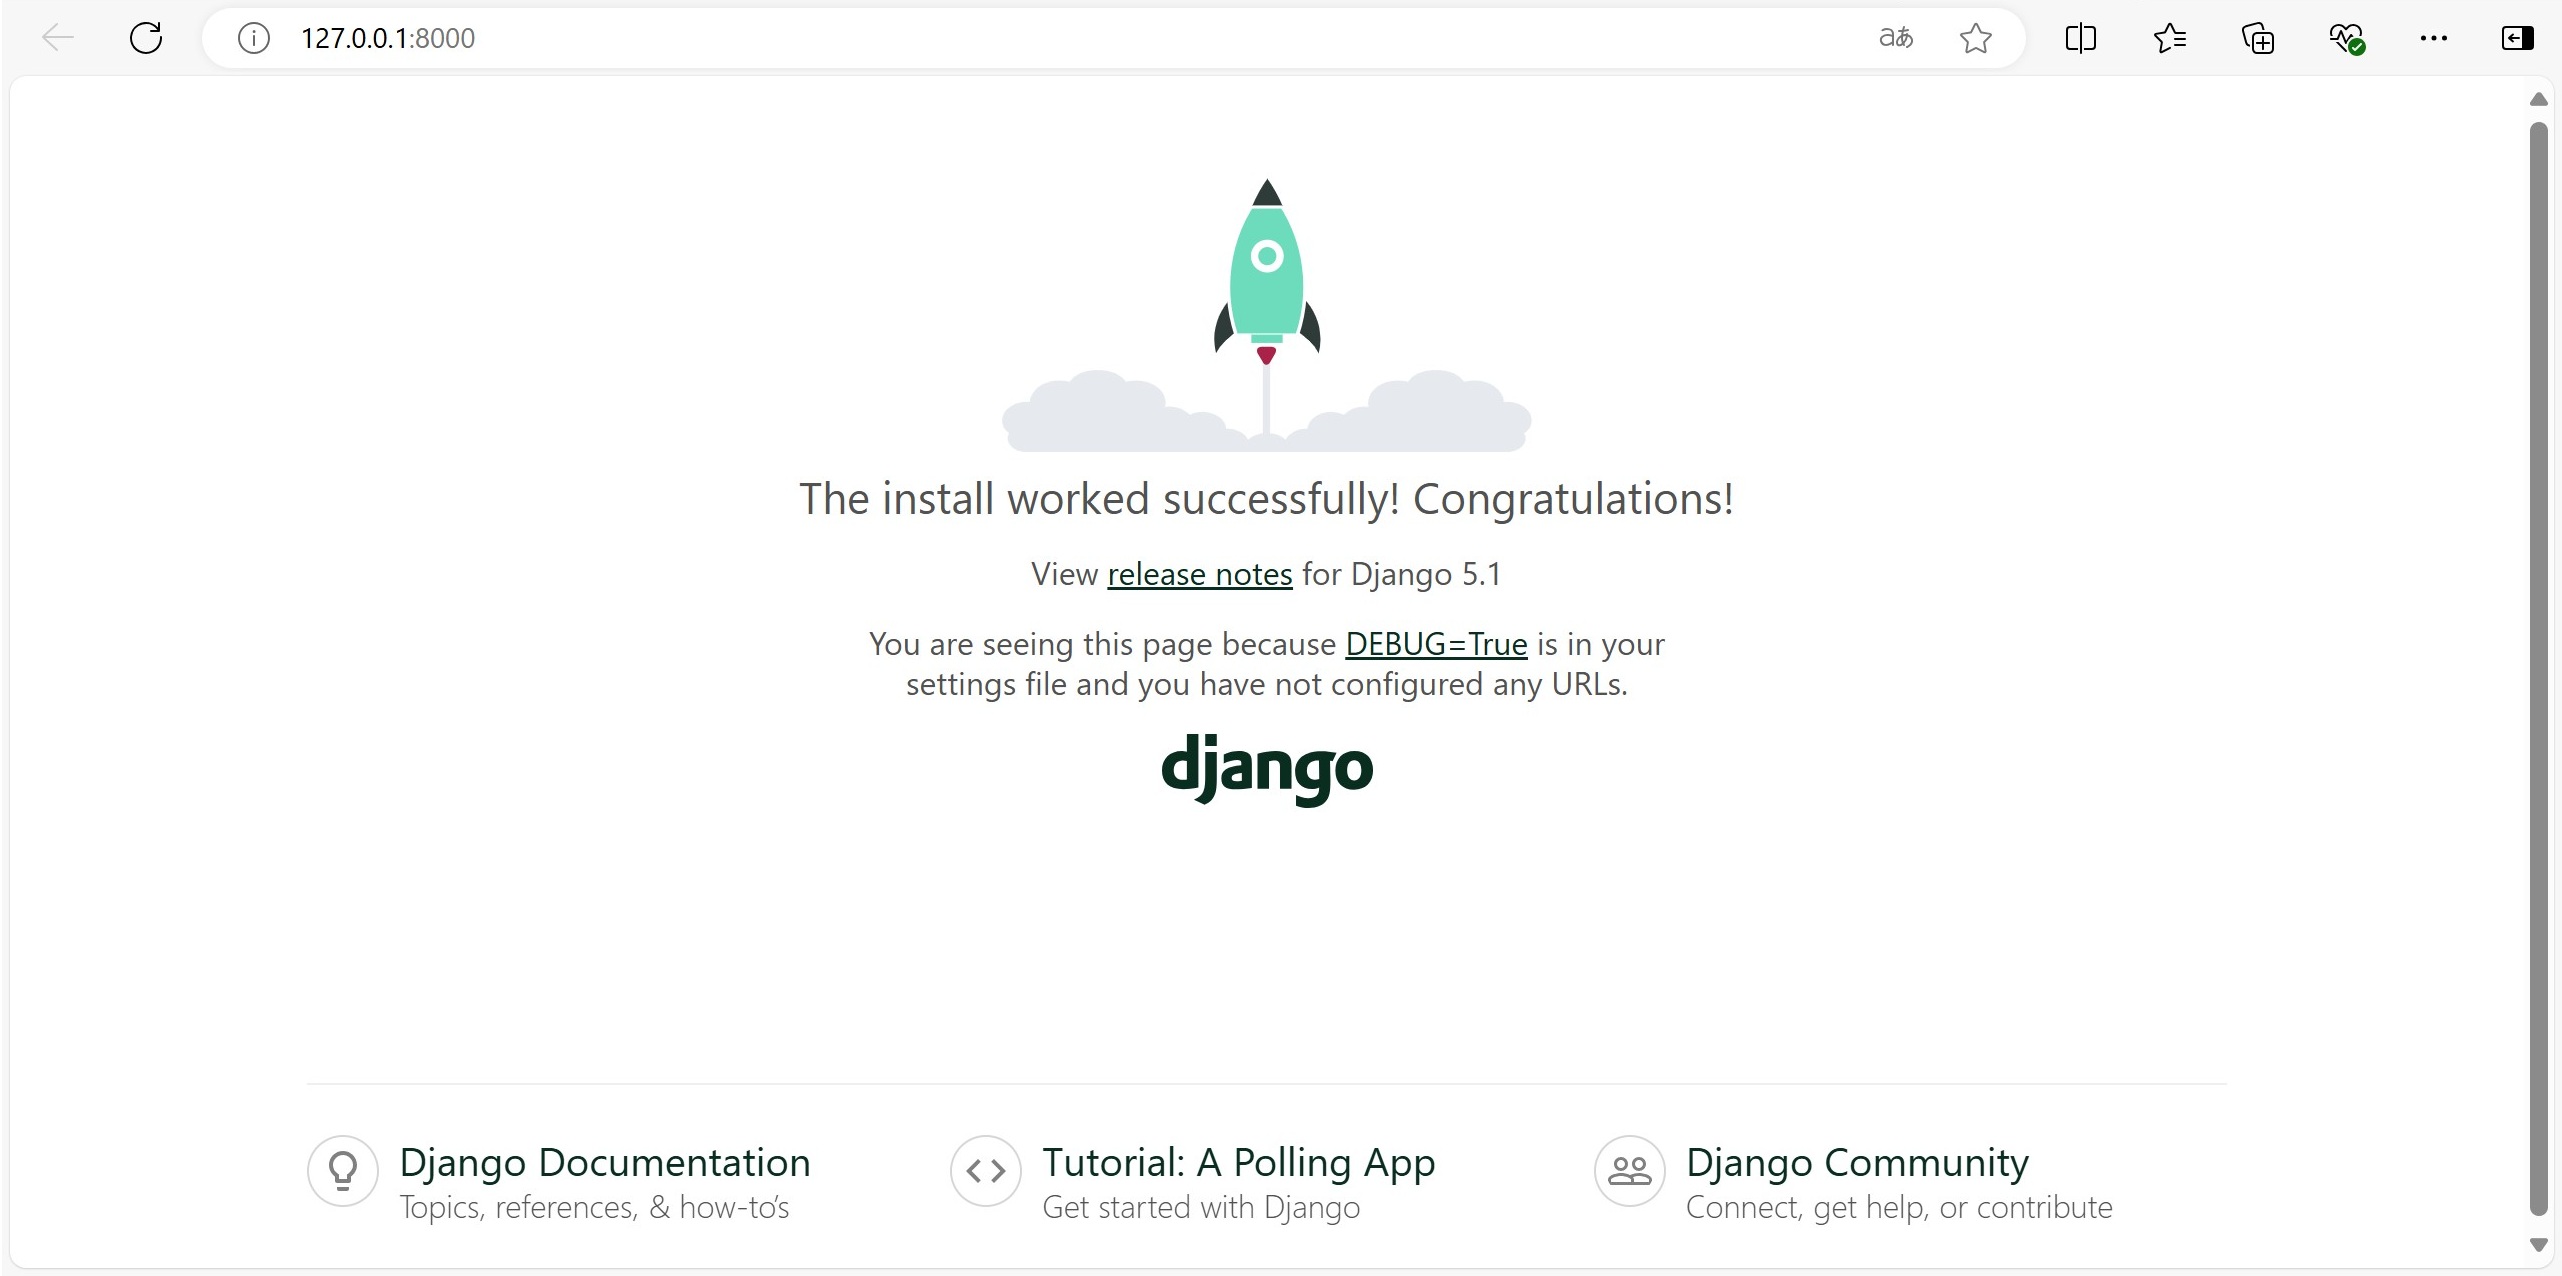 127.0.0.1:8000
aあ
The install worked successfully! Congratulations!
View release notes for Django 5.1
You are seeing this page because DEBUG=True is in your
settings file and you have not configured any URLs.
django
Django Documentation
Topics, references, & how-to’s
Tutorial: A Polling App
Get started with Django
Django Community
Connect, get help, or contribute